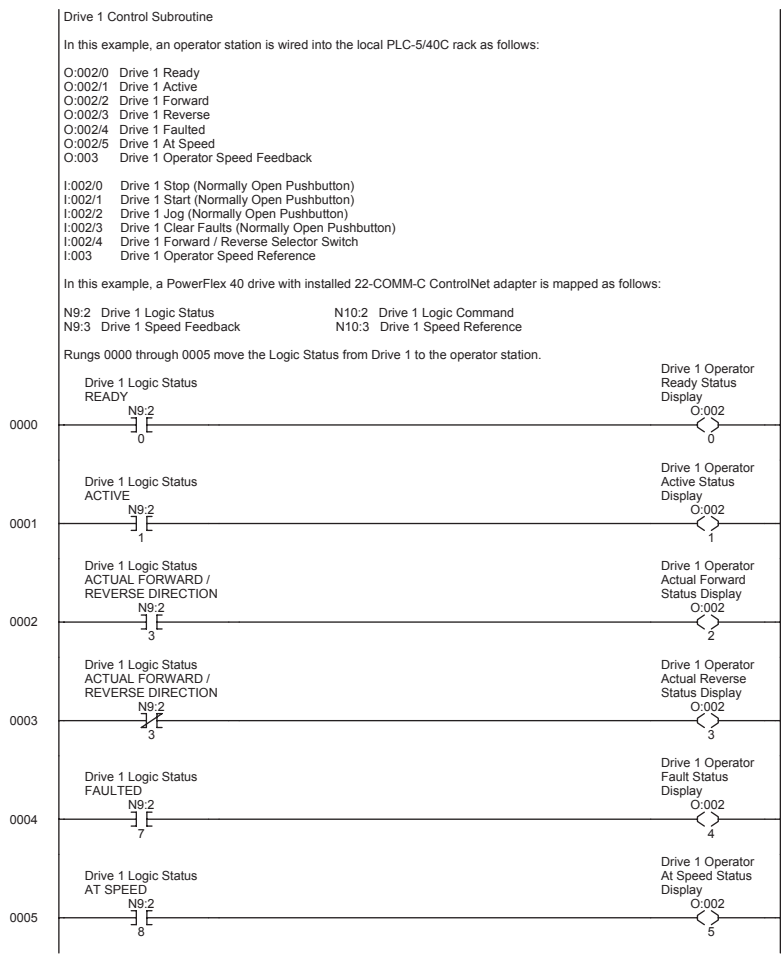 Drive 1 Control Subroutine
In this example, an operator station is wired into the local PLC-5/40C rack as follows:
O:002/0 Drive 1 Ready
O:002/1 Drive 1 Active
O:002/2 Drive 1 Forward
O:002/3 Drive 1 Reverse
O:002/4 Drive 1 Faulted
O:002/5 Drive 1 At Speed
O:003 Drive 1 Operator Speed Feedback
I:002/0 Drive 1 Stop (Normally Open Pushbutton)
I:002/1 Drive 1 Start (Normally Open Pushbutton)
I:002/2 Drive 1 Jog (Normally Open Pushbutton)
I:002/3 Drive 1 Clear Faults (Normally Open Pushbutton)
I:002/4 Drive 1 Forward / Reverse Selector Switch
I:003 Drive 1 Operator Speed Reference
In this example, a PowerFlex 40 drive with installed 22-COMM-C ControlNet adapter is mapped as follows:
N9:2 Drive 1 Logic Status N10:2 Drive 1 Logic Command
N9:3 Drive 1 Speed Feedback N10:3 Drive 1 Speed Reference
Rungs 0000 through 0005 move the Logic Status from Drive 1 to the operator station.
0000
Drive 1 Logic Status
READY
N9:2
0
Drive 1 Operator
Ready Status
Display
O:002
0
0001
Drive 1 Logic Status
ACTIVE
N9:2
1
Drive 1 Operator
Active Status
Display
O:002
1
0002
Drive 1 Logic Status
ACTUAL FORWARD /
REVERSE DIRECTION
N9:2
3
Drive 1 Operator
Actual Forward
Status Display
O:002
2
0003
Drive 1 Logic Status
ACTUAL FORWARD /
REVERSE DIRECTION
N9:2
3
Drive 1 Operator
Actual Reverse
Status Display
O:002
3
0004
Drive 1 Logic Status
FAULTED
N9:2
7
Drive 1 Operator
Fault Status
Display
O:002
4
0005
Drive 1 Logic Status
AT SPEED
N9:2
8
Drive 1 Operator
At Speed Status
Display
O:002
5